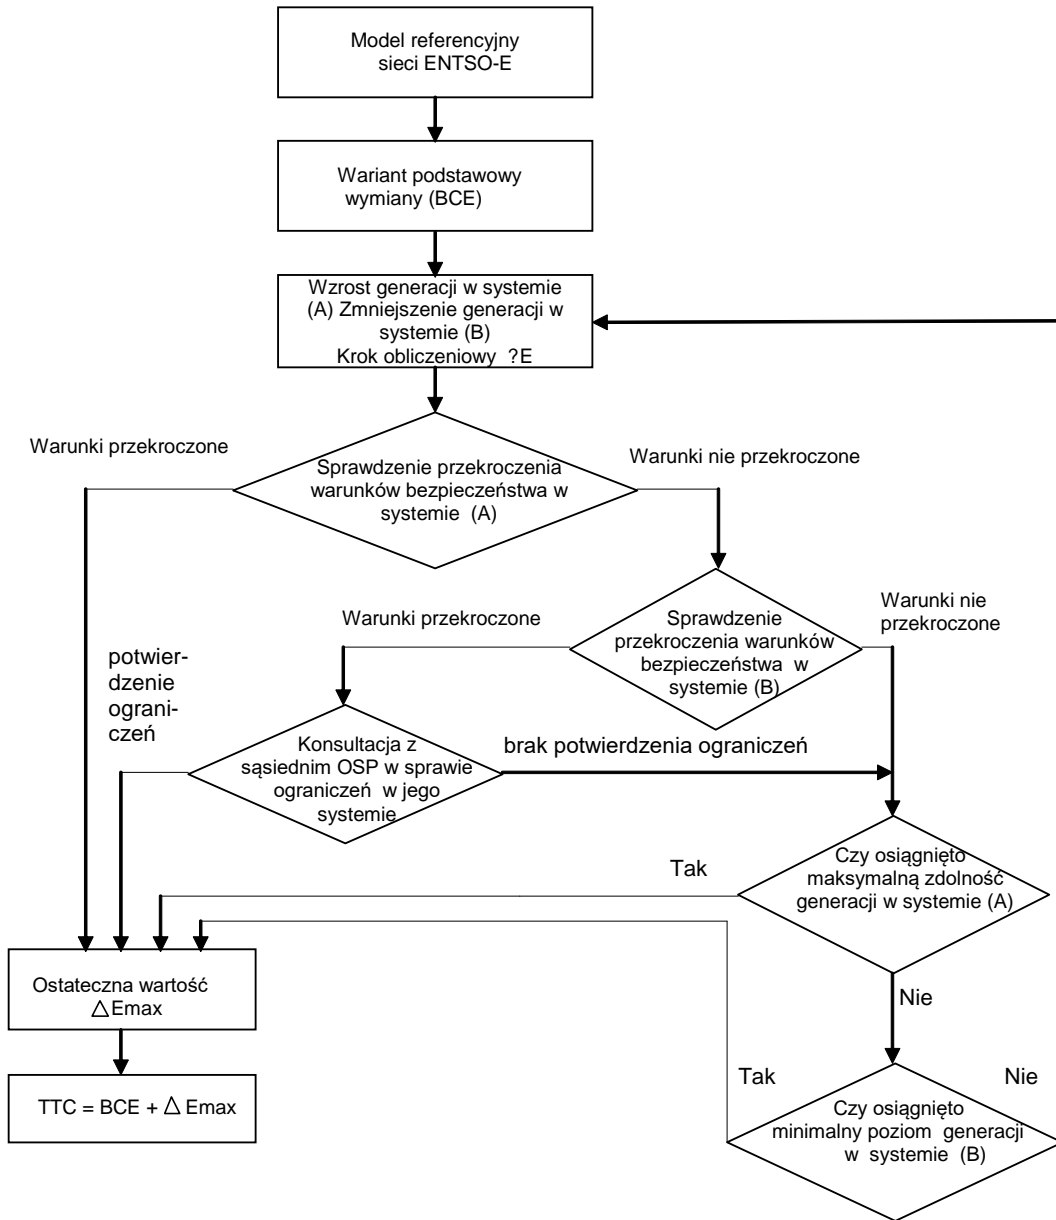 Model referencyjny
sieci ENTSO-E
Wariant podstawowy
wymiany (BCE)
Wzrost generacji w systemie
(A) Zmniejszenie generacji w
systemie (B)
Krok obliczeniowy ?E
Warunki przekroczone
Sprawdzenie przekroczenia
warunków bezpieczeństwa w
systemie (A)
Warunki nie przekroczone
Warunki przekroczone
Sprawdzenie
przekroczenia warunków
bezpieczeństwa w
systemie (B)
Warunki nie
przekroczone
potwier-
dzenie
ograni-
czeń
Konsultacja z
sąsiednim OSP w sprawie
ograniczeń w jego
systemie
brak potwierdzenia ograniczeń
Tak
Czy osiągnięto
maksymalną zdolność
generacji w systemie (A)
Ostateczna wartość
△Emax
Nie
TTC = BCE + △ Emax
Tak
Nie
Czy osiągnięto
minimalny poziom generacji
w systemie (B)